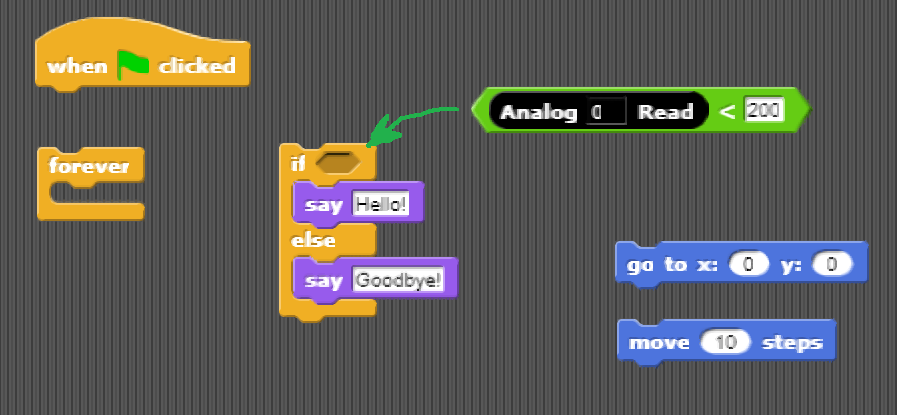 when clicked
forever
if
say Hello!
else
say Goodbye!
Analog 0 Read < 200
go to x: 0 y: 0
move 10 steps